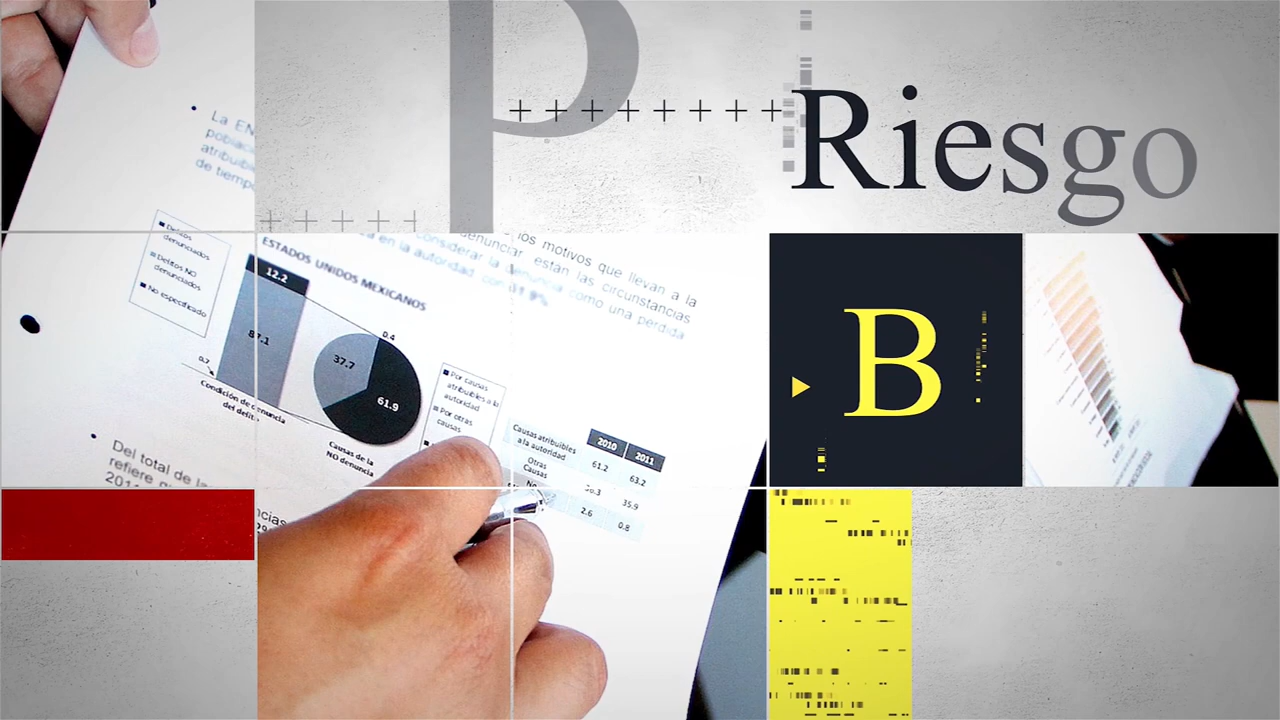 P
Riesgo
La EN
de tiemp
Delitos
denunciados
Delitos NO
denunciados
No especificado
ESTADOS UNIDOS MEXICANOS
12.2
87.1
0.7
Condición de denuncia
del delito
0.4
37.7
61.9
Causas de la
NO denuncia
los motivos que llevan a la
denunciar están las circunstancias
considerar la denuncia como una pérdida
en la autoridad con 61.9%
Por causas
atribuibles a la
autoridad
Por otras
causas
Causas atribuibles
a la autoridad
Otras
Causas
2010 2011
61.2 63.2
35.9
2.6 0.8
Del total de la
refiere
B